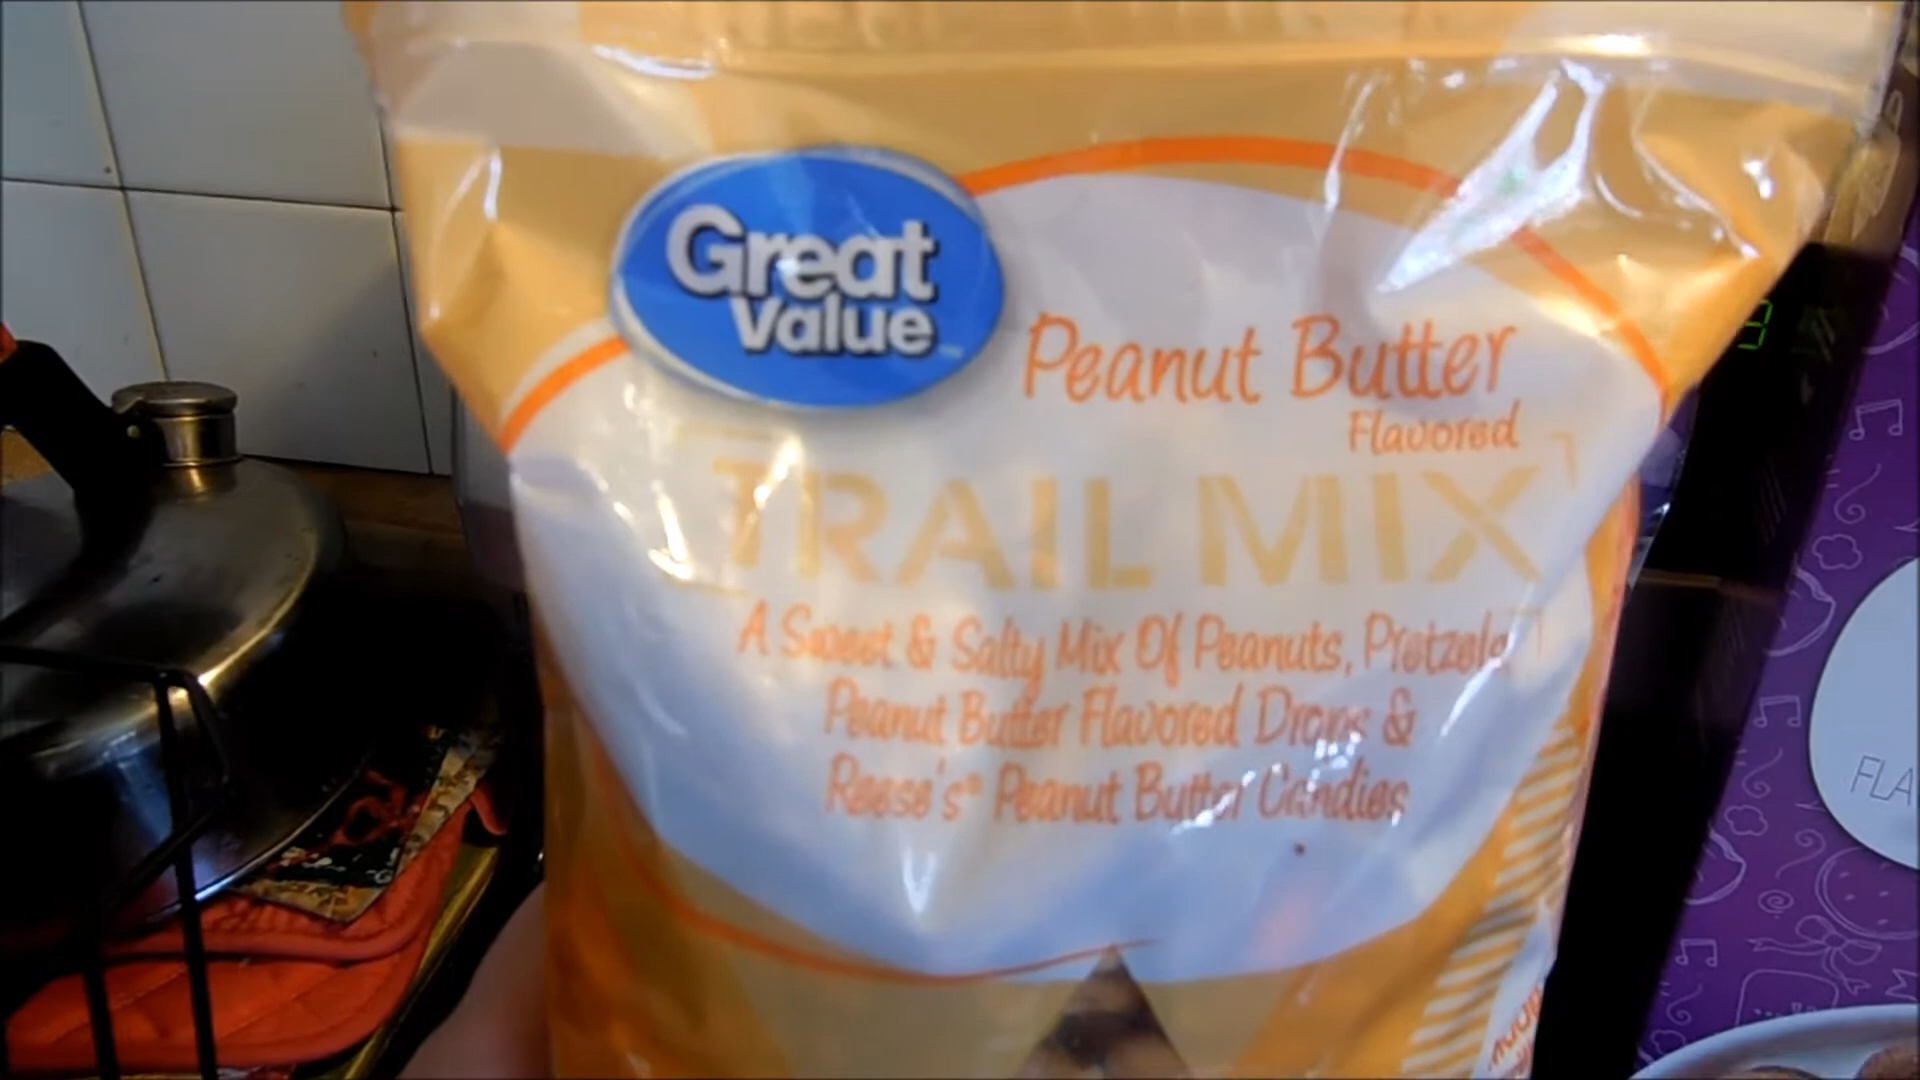 Great
Value
Peanut Butter
Flavored
TRAIL MIX
A Sweet & Salty Mix Of Peanuts, Pretzels,
Peanut Butter Flavored Drops &
Reese's® Peanut Butter Candies
FLA